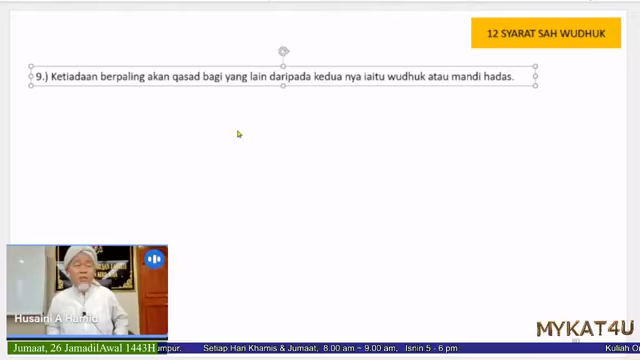 12 SYARAT SAH WUDHUK
9.) Ketiadaan berpaling akan qasad bagi yang lain daripada kedua nya iaitu wudhuk atau mandi hadas.
Husaini A Hamid
MYKAT4U
Jumaat, 26 JamadilAwal 1443H umpur. Setiap Hari Khamis & Jumaat, 8.00 am ~ 9.00 am, Isnin 5 - 6 pm Kuliah O